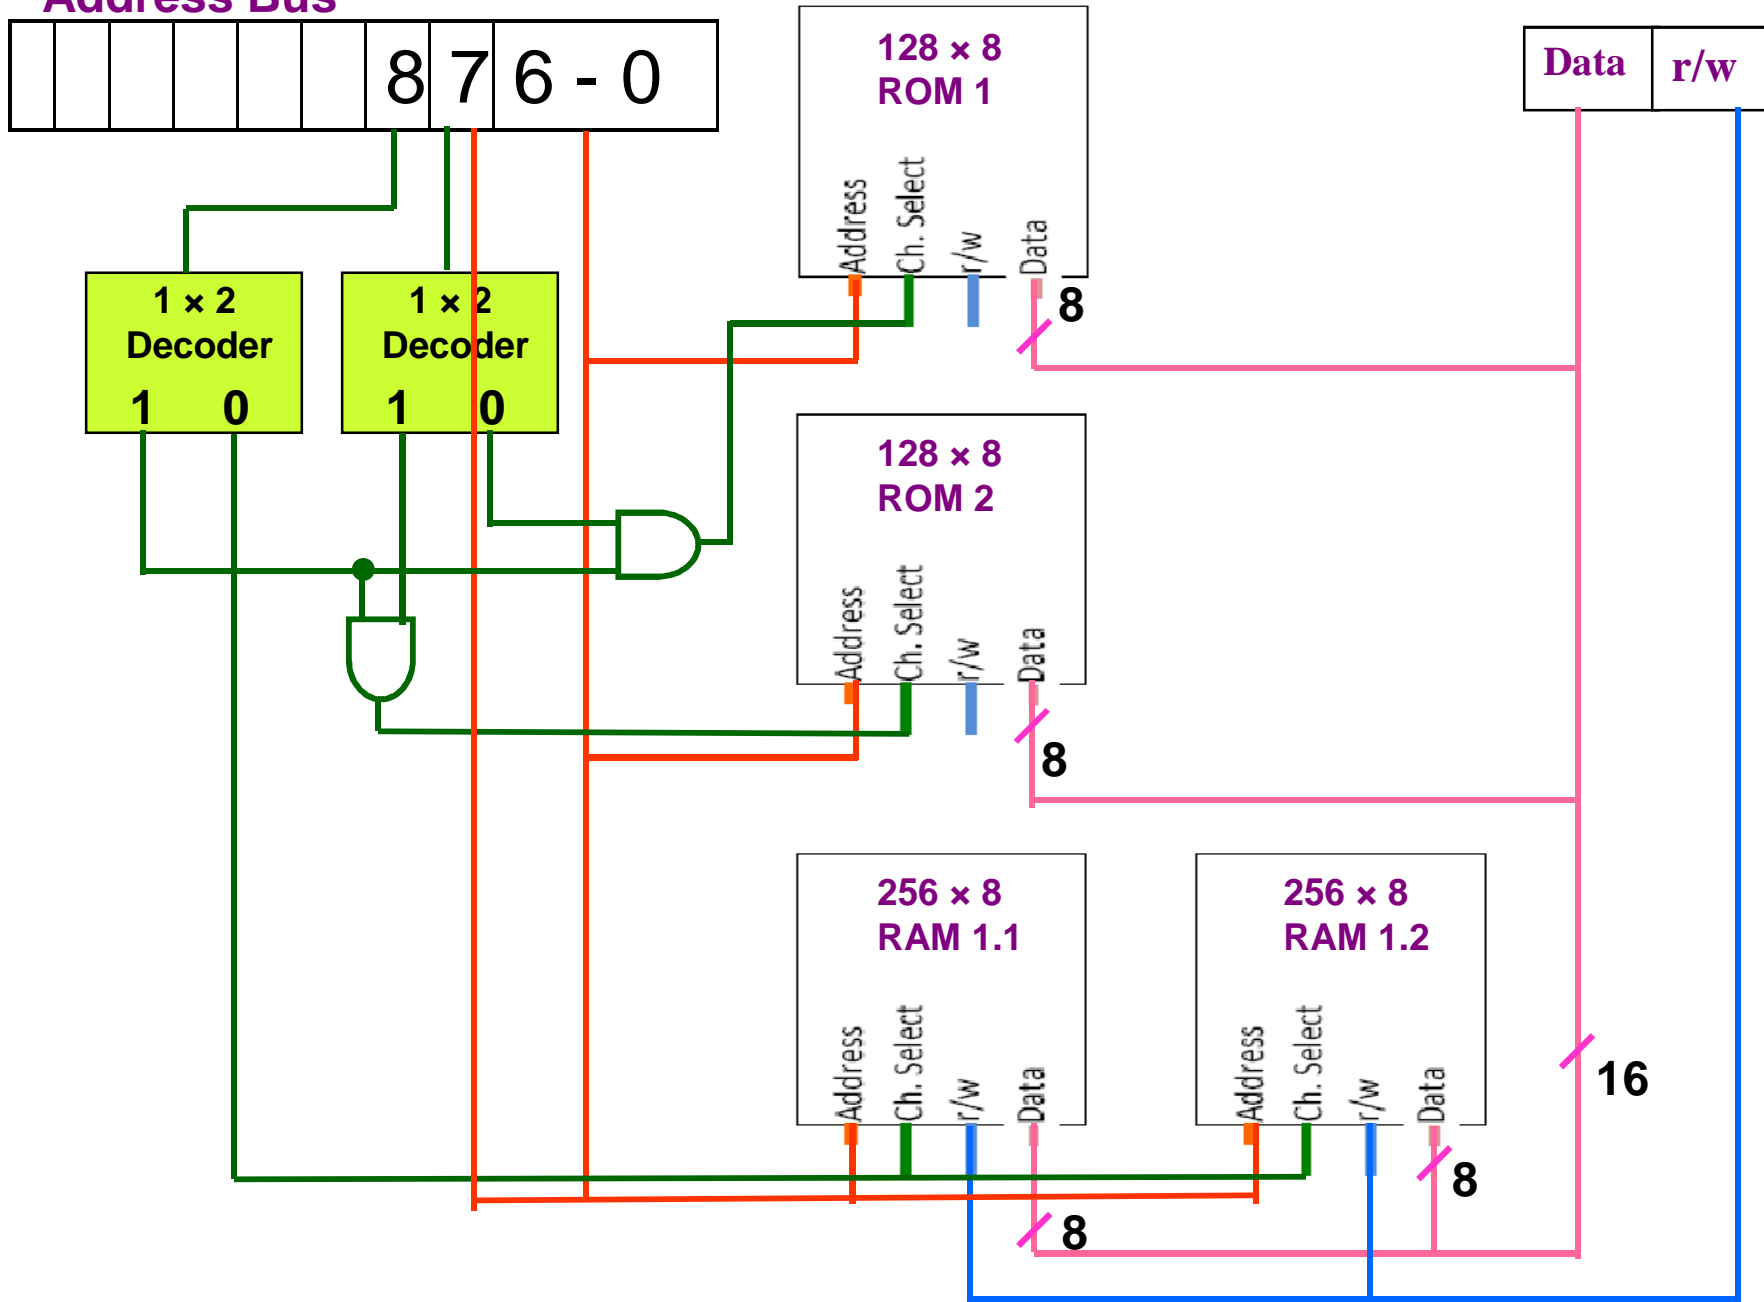 Address Bus
8 7 6 - 0
128 × 8
ROM 1
Address
Ch. Select
r/w
Data
8
Data
r/w
1 × 2
Decoder
1 0
1 × 2
Decoder
1 0
128 × 8
ROM 2
Address
Ch. Select
r/w
Data
8
256 × 8
RAM 1.1
Address
Ch. Select
r/w
Data
8
256 × 8
RAM 1.2
Address
Ch. Select
r/w
Data
8
16